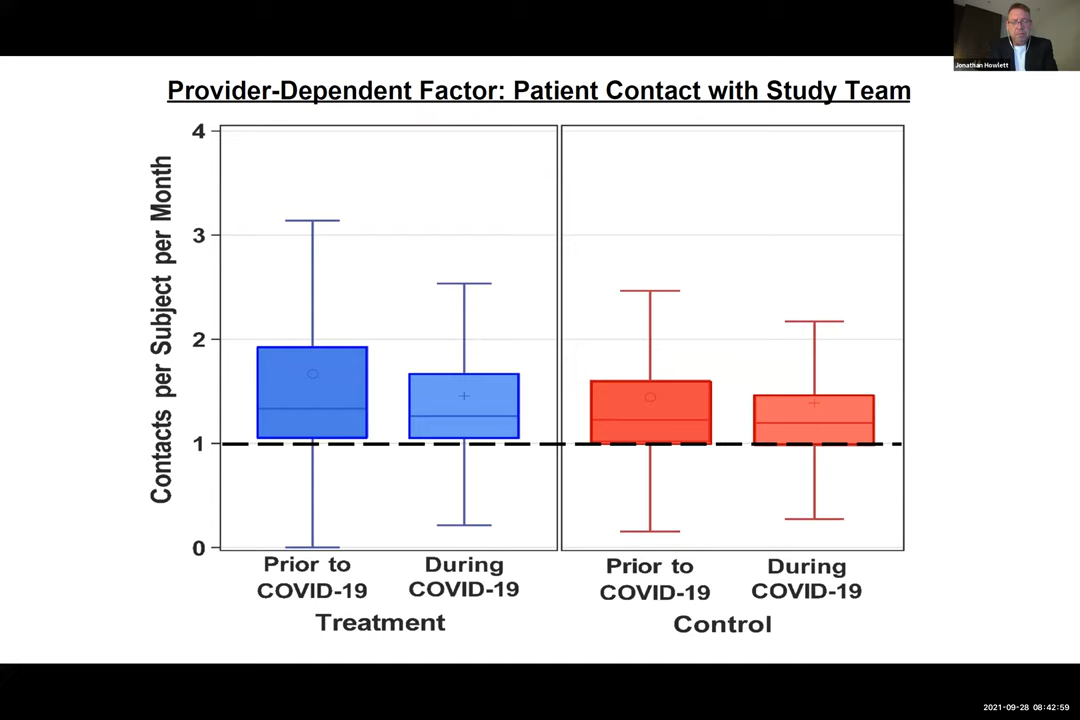 Jonathan Howlett
Provider-Dependent Factor: Patient Contact with Study Team
Contacts per Subject per Month
4
3
2
1
0
Prior to
COVID-19
During
COVID-19
Prior to
COVID-19
During
COVID-19
Treatment
Control
2021-09-28 08:42:59